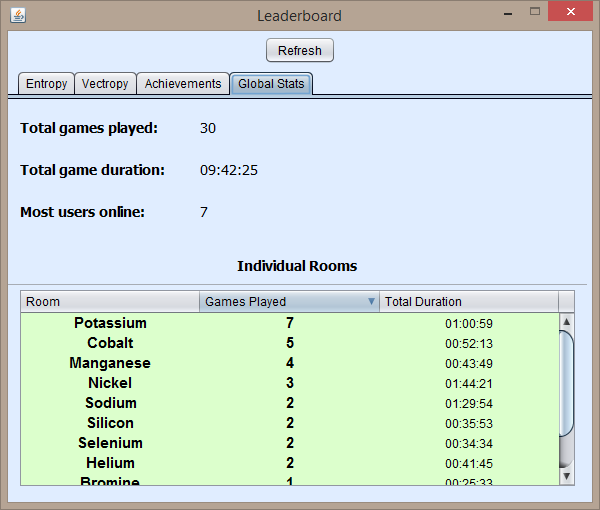 Leaderboard
Refresh
Entropy Vectropy Achievements Global Stats
Total games played: 30
Total game duration: 09:42:25
Most users online: 7
Individual Rooms
Room Games Played Total Duration
Potassium 7 01:00:59
Cobalt 5 00:52:13
Manganese 4 00:43:49
Nickel 3 01:44:21
Sodium 2 01:29:54
Silicon 2 00:35:53
Selenium 2 00:34:34
Helium 2 00:41:45
Bromine 1 00:25:33